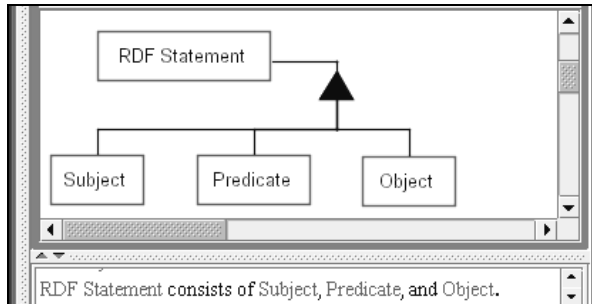 RDF Statement
Subject
Predicate
Object
RDF Statement consists of Subject, Predicate, and Object.